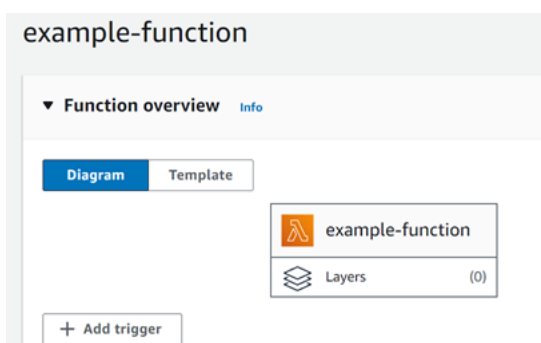 example-function
Function overview Info
Diagram Template
example-function
Layers (0)
+ Add trigger